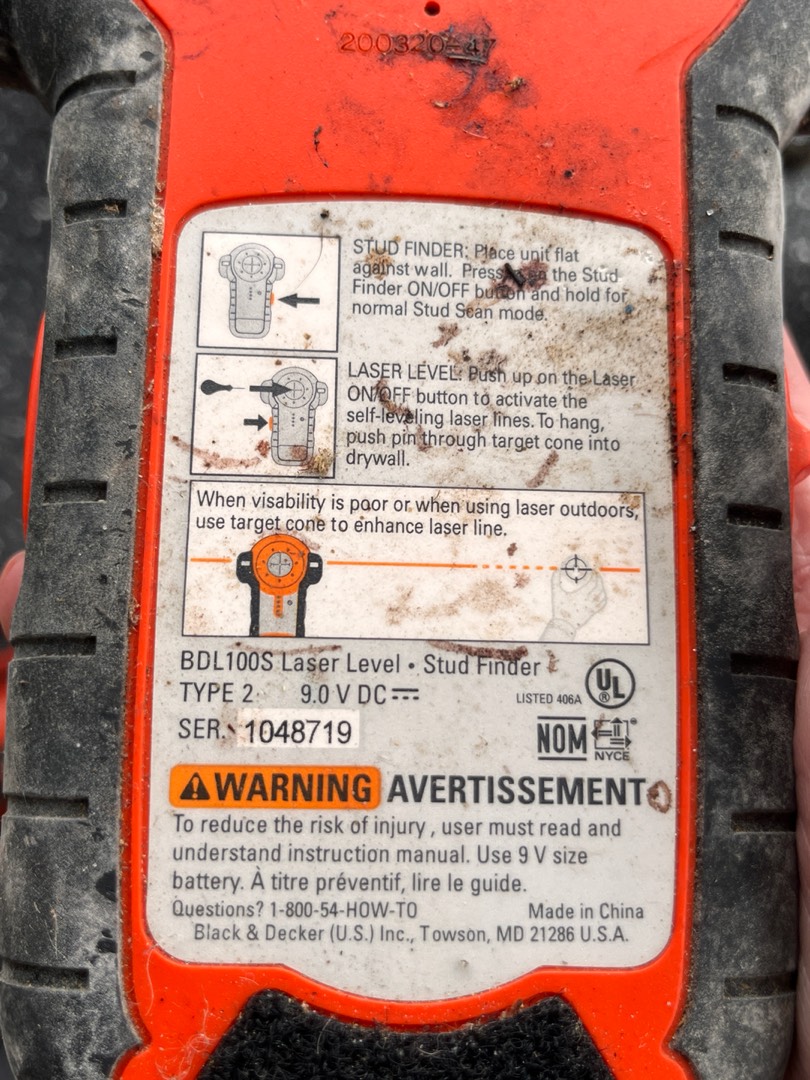 200320-47
STUD FINDER: Place unit flat
against wall. Press on the Stud
Finder ON/OFF button and hold for
normal Stud Scan mode.
LASER LEVEL: Push up on the Laser
ON/OFF button to activate the
self-leveling laser lines. To hang,
push pin through target cone into
drywall.
When visability is poor or when using laser outdoors,
use target cone to enhance laser line.
BDL100S Laser Level • Stud Finder
TYPE 2 9.0 V DC
LISTED 406A
UL
®
SER. 1048719
NOM
NYCE
WARNING AVERTISSEMENT
To reduce the risk of injury, user must read and
understand instruction manual. Use 9 V size
battery. À titre préventif, lire le guide.
Questions? 1-800-54-HOW-TO Made in China
Black & Decker (U.S.) Inc., Towson, MD 21286 U.S.A.